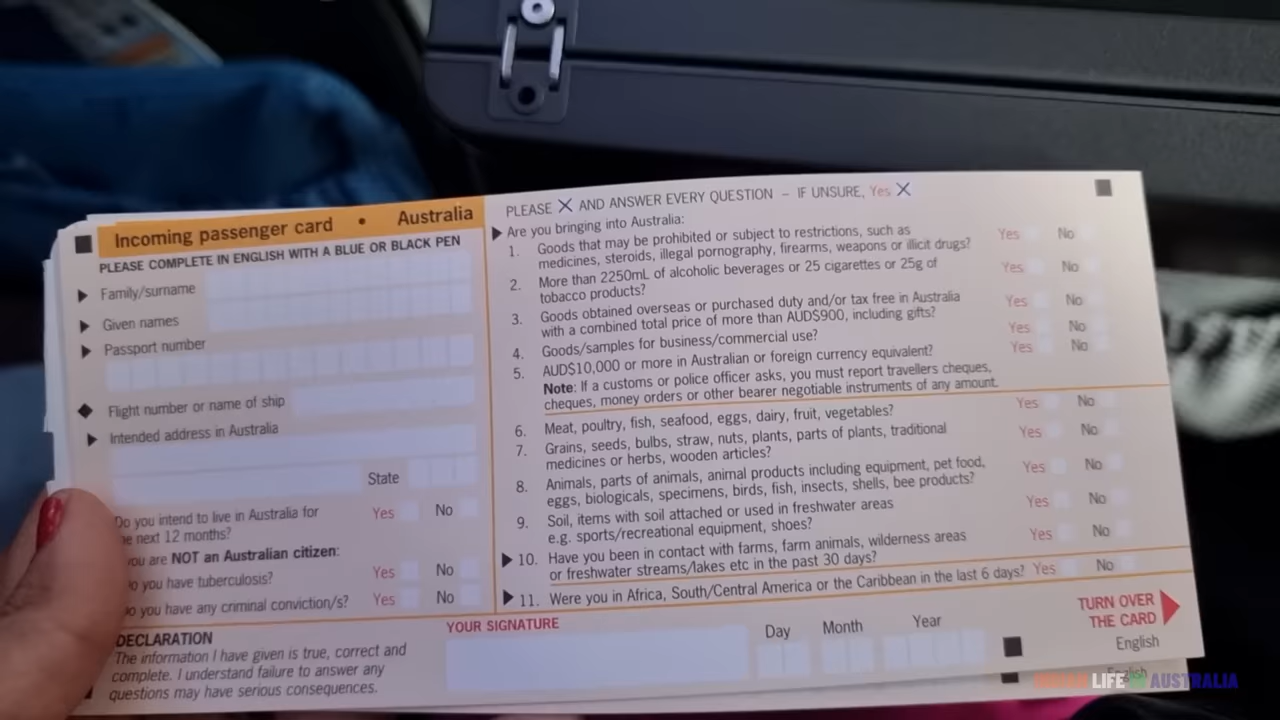 Incoming passenger card • Australia
PLEASE COMPLETE IN ENGLISH WITH A BLUE OR BLACK PEN
Family/surname
Given names
Passport number
Flight number or name of ship
Intended address in Australia
State
Do you intend to live in Australia for
next 12 months?
Yes No
you are NOT an Australian citizen:
you have tuberculosis?
Yes No
you have any criminal conviction/s?
Yes No
PLEASE X AND ANSWER EVERY QUESTION – IF UNSURE, Yes X
Are you bringing into Australia:
1. Goods that may be prohibited or subject to restrictions, such as
medicines, steroids, illegal pornography, firearms, weapons or illicit drugs?
Yes No
2. More than 2250mL of alcoholic beverages or 25 cigarettes or 25g of
tobacco products?
Yes No
3. Goods obtained overseas or purchased duty and/or tax free in Australia
with a combined total price of more than AUD$900, including gifts?
Yes No
4. Goods/samples for business/commercial use?
Yes No
5. AUD$10,000 or more in Australian or foreign currency equivalent?
Yes No
Note: If a customs or police officer asks, you must report travellers cheques,
cheques, money orders or other bearer negotiable instruments of any amount.
6. Meat, poultry, fish, seafood, eggs, dairy, fruit, vegetables?
Yes No
7. Grains, seeds, bulbs, straw, nuts, plants, parts of plants, traditional
medicines or herbs, wooden articles?
Yes No
8. Animals, parts of animals, animal products including equipment, pet food,
eggs, biologicals, specimens, birds, fish, insects, shells, bee products?
Yes No
9. Soil, items with soil attached or used in freshwater areas
e.g. sports/recreational equipment, shoes?
Yes No
10. Have you been in contact with farms, farm animals, wilderness areas
or freshwater streams/lakes etc in the past 30 days?
Yes No
11. Were you in Africa, South/Central America or the Caribbean in the last 6 days?
Yes No
DECLARATION
The information I have given is true, correct and
complete. I understand failure to answer any
questions may have serious consequences.
YOUR SIGNATURE
Day Month Year
TURN OVER
THE CARD
English
English
LIFE AUSTRALIA